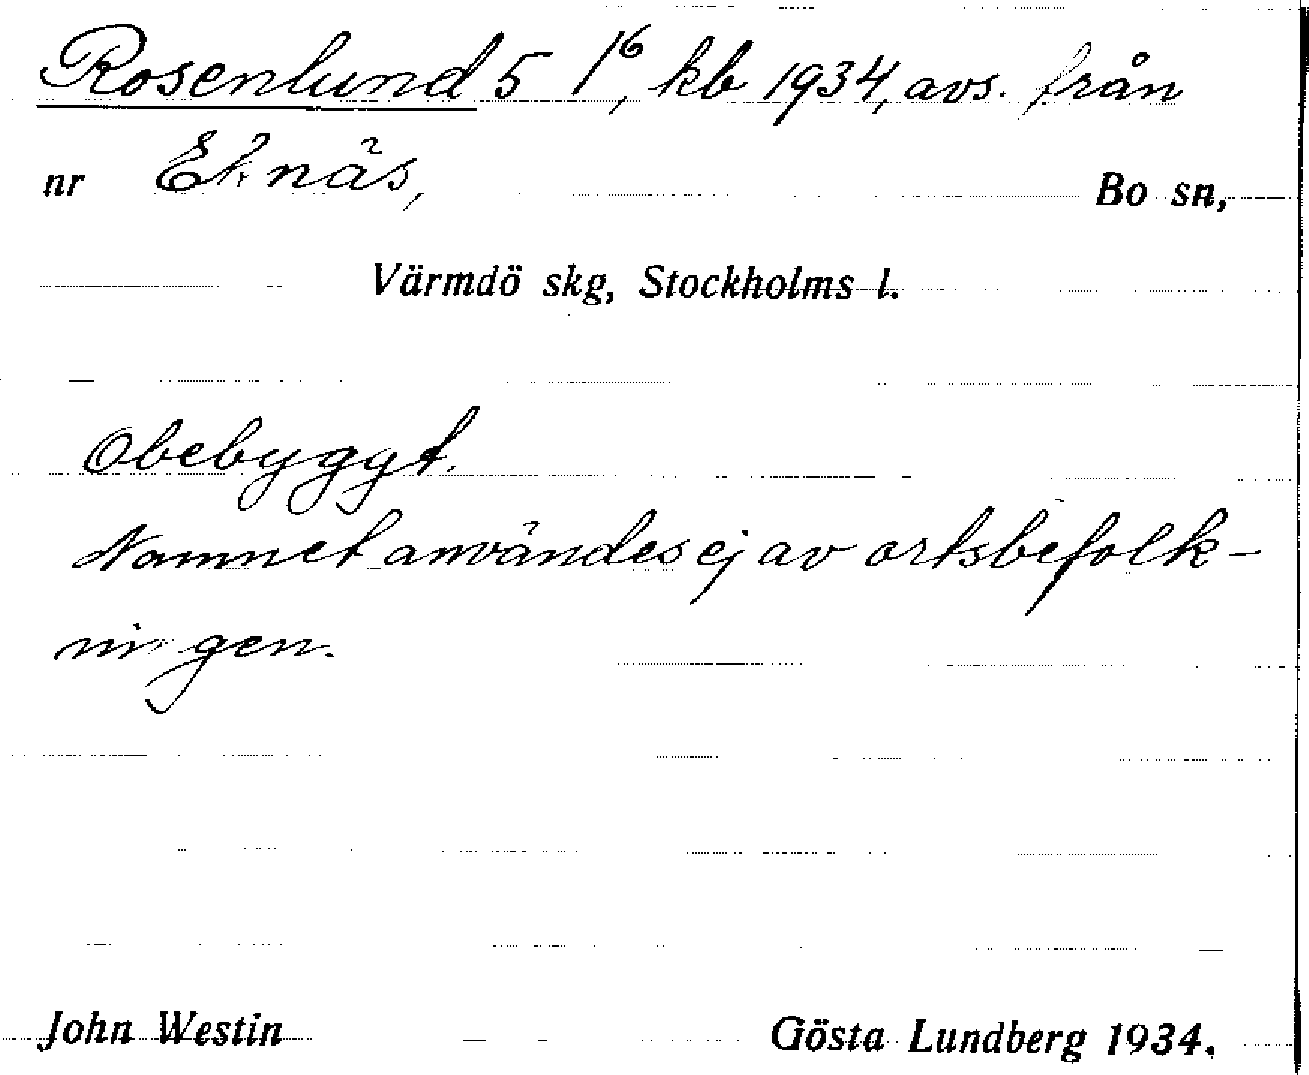 Rosenlund 5 1⁶, kb 1934, avs. från
nr Eknäs, Bo sn,
Värmdö skg, Stockholms l.
Obebyggt.
Namnet användes ej av ortsbefolk-
ningen.
John Westin Gösta Lundberg 1934.